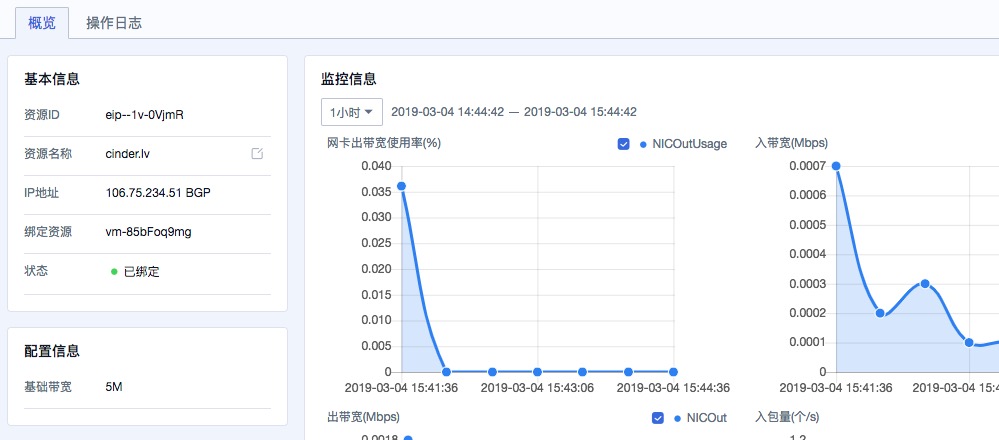 概览 操作日志
基本信息
资源ID eip--1v-0VjmR
资源名称 cinder.lv
IP地址 106.75.234.51 BGP
绑定资源 vm-85bFoq9mg
状态 已绑定
配置信息
基础带宽 5M
监控信息
1小时 2019-03-04 14:44:42 — 2019-03-04 15:44:42
网卡出带宽使用率(%) NICOutUsage
0.040
0.035
0.030
0.025
0.020
0.015
0.010
0.005
0
2019-03-04 15:41:36 2019-03-04 15:43:06 2019-03-04 15:44:36
入带宽(Mbps)
0.0007
0.0006
0.0005
0.0004
0.0003
0.0002
0.0001
0
2019-03-04 15:41:36 2019-03-04 15:4
出带宽(Mbps) NICOut
0.0018
入包量(个/s)
1.2